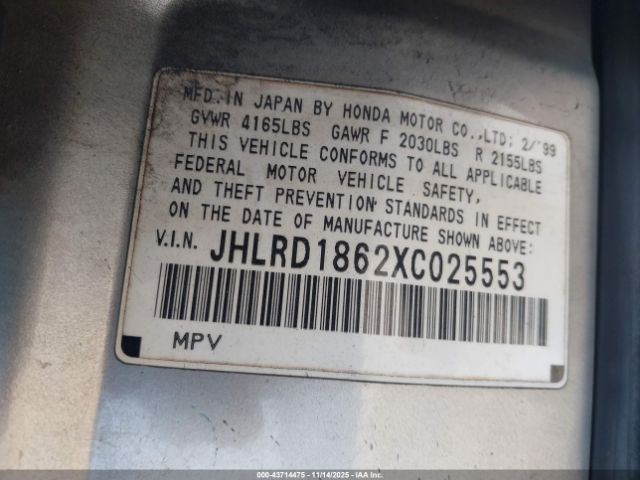 MFD. IN JAPAN BY HONDA MOTOR CO., LTD; 2/'99
GVWR 4165LBS GAWR F 2030LBS R 2155LBS
THIS VEHICLE CONFORMS TO ALL APPLICABLE
FEDERAL MOTOR VEHICLE SAFETY,
AND THEFT PREVENTION STANDARDS IN EFFECT
ON THE DATE OF MANUFACTURE SHOWN ABOVE:
V.I.N. JHLRD1862XC025553
MPV
© 43714475 - 11/14/2025 - IAA Inc.